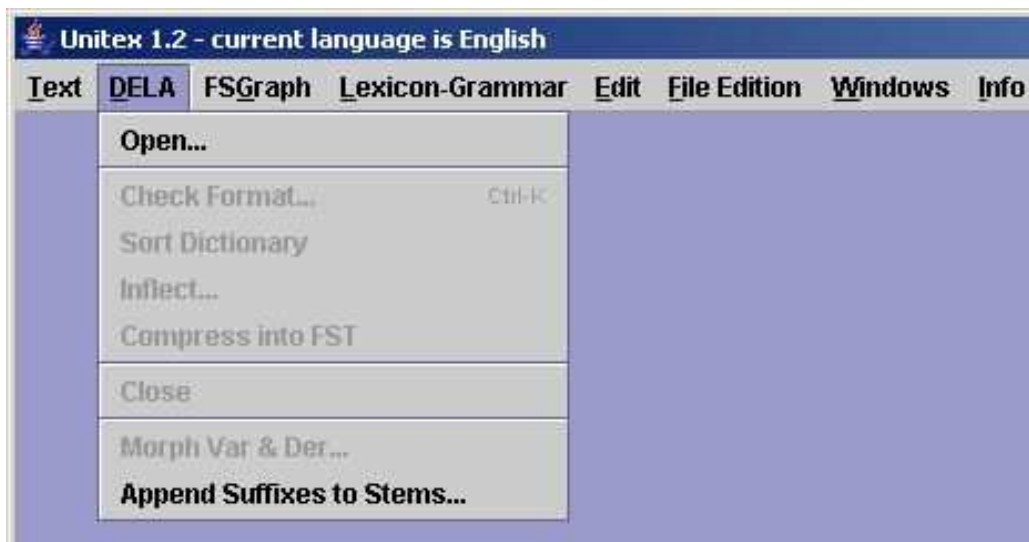 Unitex 1.2 - current language is English
Text DELA FSGraph Lexicon-Grammar Edit File Edition Windows Info
Open...
Check Format... Ctrl-K
Sort Dictionary
Inflect...
Compress into FST
Close
Morph Var & Der...
Append Suffixes to Stems...